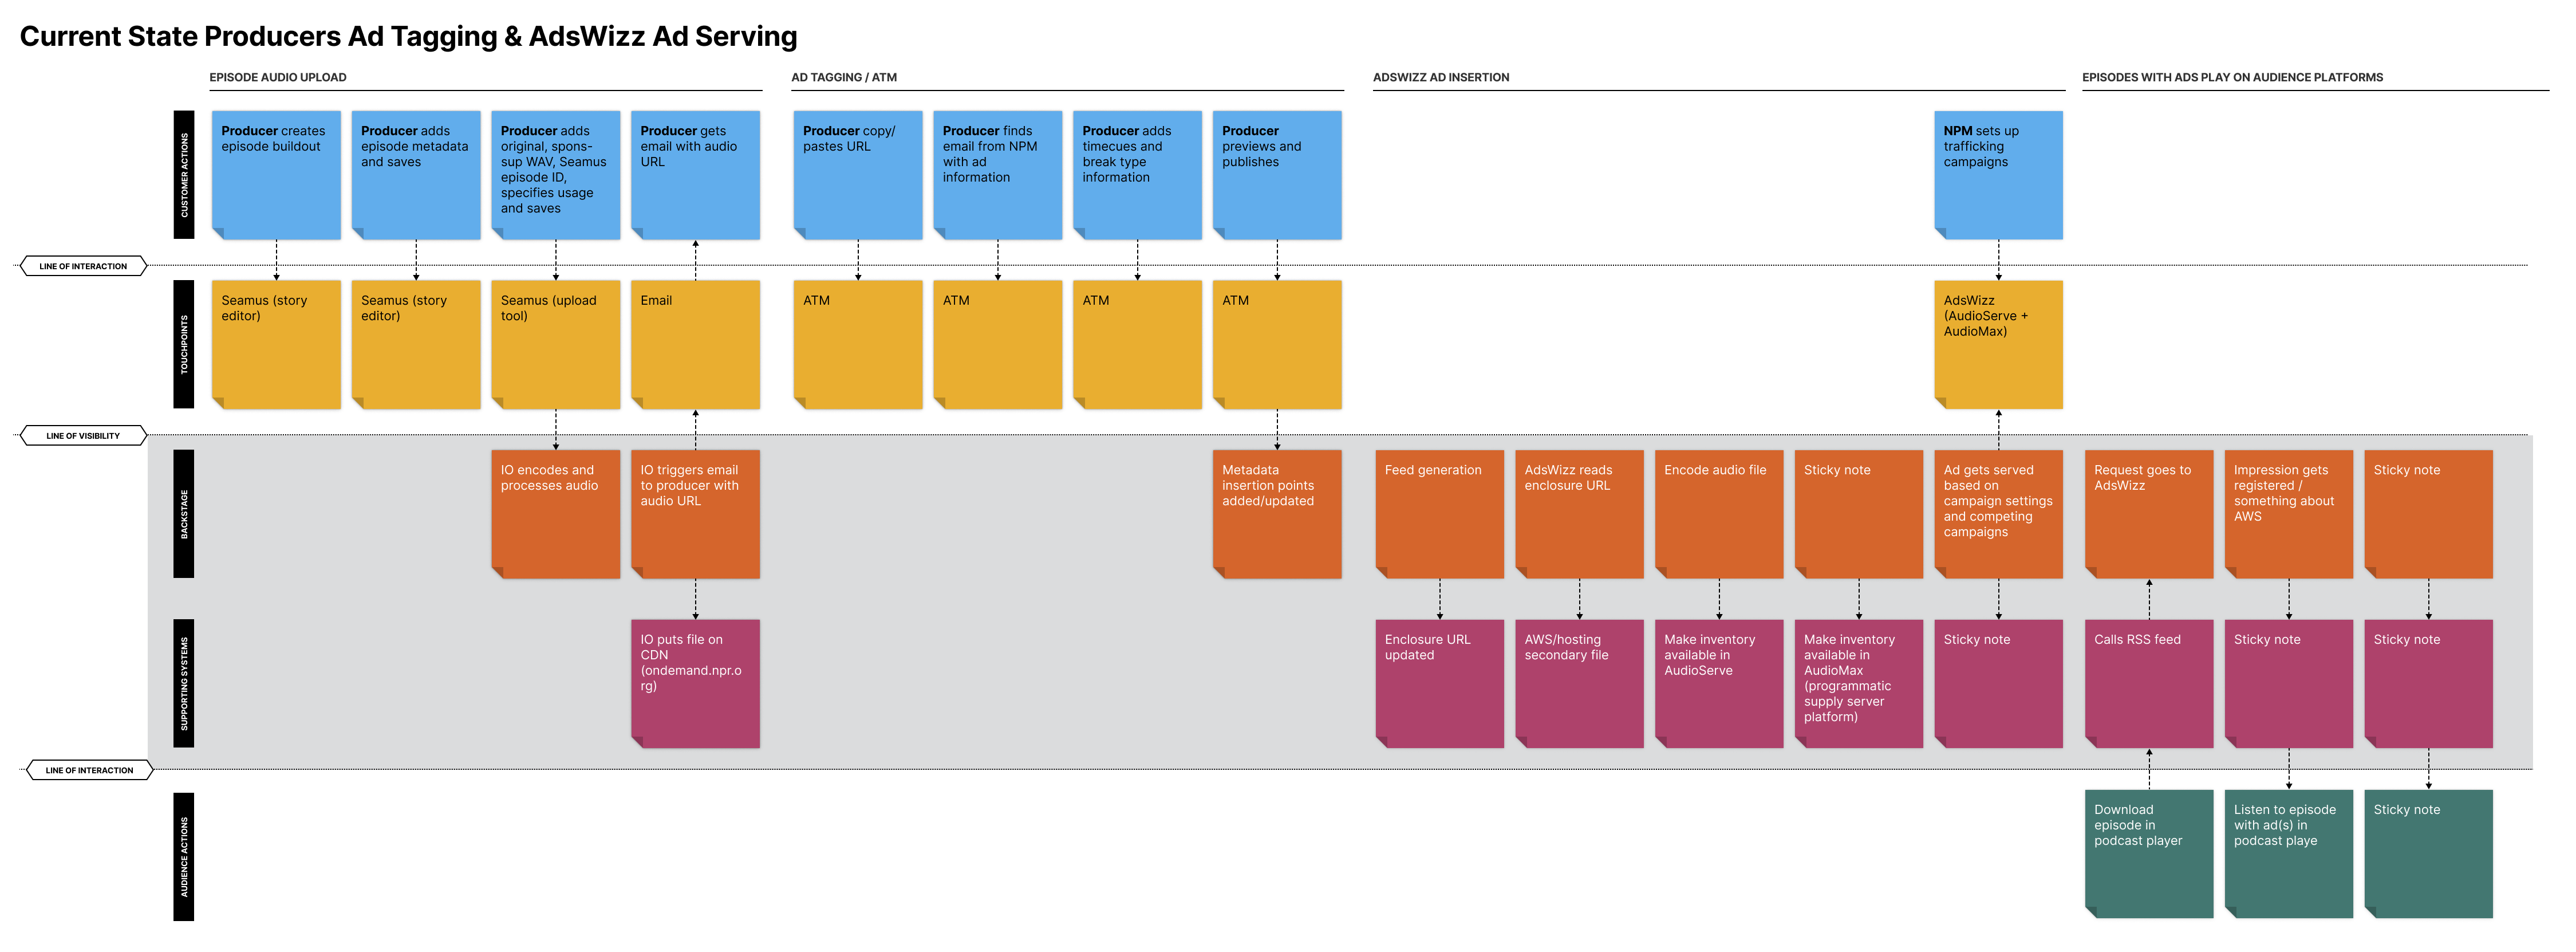 Current State Producers Ad Tagging & AdsWizz Ad Serving
EPISODE AUDIO UPLOAD
AD TAGGING / ATM
ADSWIZZ AD INSERTION
EPISODES WITH ADS PLAY ON AUDIENCE PLATFORMS
CUSTOMER ACTIONS
Producer creates
episode buildout
Producer adds
episode metadata
and saves
Producer adds
original, spons-
sup WAV, Seamus
episode ID,
specifies usage
and saves
Producer gets
email with audio
URL
Producer copy/
pastes URL
Producer finds
email from NPM
with ad
information
Producer adds
timecues and
break type
information
Producer
previews and
publishes
NPM sets up
trafficking
campaigns
LINE OF INTERACTION
TOUCHPOINTS
Seamus (story
editor)
Seamus (story
editor)
Seamus (upload
tool)
Email
ATM
ATM
ATM
ATM
AdsWizz
(AudioServe +
AudioMax)
LINE OF VISIBILITY
BACKSTAGE
IO encodes and
processes audio
IO triggers email
to producer with
audio URL
Metadata
insertion points
added/updated
Feed generation
AdsWizz reads
enclosure URL
Encode audio file
Sticky note
Ad gets served
based on
campaign settings
and competing
campaigns
Request goes to
AdsWizz
Impression gets
registered /
something about
AWS
Sticky note
SUPPORTING SYSTEMS
IO puts file on
CDN
(ondemand.npr.o
rg)
Enclosure URL
updated
AWS/hosting
secondary file
Make inventory
available in
AudioServe
Make inventory
available in
AudioMax
(programmatic
supply server
platform)
Sticky note
Calls RSS feed
Sticky note
Sticky note
LINE OF INTERACTION
AUDIENCE ACTIONS
Download
episode in
podcast player
Listen to episode
with ad(s) in
podcast playe
Sticky note